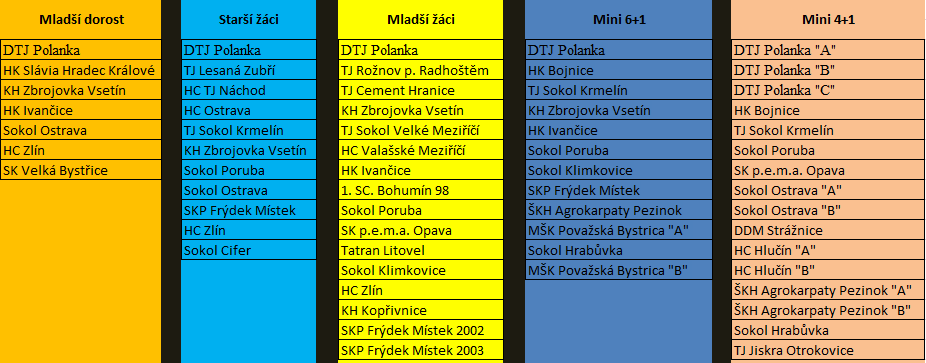 Mladší dorost
DTJ Polanka
HK Slávia Hradec Králové
KH Zbrojovka Vsetín
HK Ivančice
Sokol Ostrava
HC Zlín
SK Velká Bystřice
Starší žáci
DTJ Polanka
TJ Lesaná Zubří
HC TJ Náchod
HC Ostrava
TJ Sokol Krmelín
KH Zbrojovka Vsetín
Sokol Poruba
Sokol Ostrava
SKP Frýdek Místek
HC Zlín
Sokol Cifer
Mladší žáci
DTJ Polanka
TJ Rožnov p. Radhoštěm
TJ Cement Hranice
KH Zbrojovka Vsetín
TJ Sokol Velké Meziříčí
HC Valašské Meziříčí
HK Ivančice
1. SC. Bohumín 98
Sokol Poruba
SK p.e.m.a. Opava
Tatran Litovel
Sokol Klimkovice
HC Zlín
KH Kopřivnice
SKP Frýdek Místek 2002
SKP Frýdek Místek 2003
Mini 6+1
DTJ Polanka
HK Bojnice
TJ Sokol Krmelín
KH Zbrojovka Vsetín
HK Ivančice
Sokol Poruba
Sokol Klimkovice
SKP Frýdek Místek
ŠKH Agrokarpaty Pezinok
MŠK Považská Bystrica "A"
Sokol Hrabůvka
MŠK Považská Bystrica "B"
Mini 4+1
DTJ Polanka "A"
DTJ Polanka "B"
DTJ Polanka "C"
HK Bojnice
TJ Sokol Krmelín
Sokol Poruba
SK p.e.m.a. Opava
Sokol Ostrava "A"
Sokol Ostrava "B"
DDM Strážnice
HC Hlučín "A"
HC Hlučín "B"
ŠKH Agrokarpaty Pezinok "A"
ŠKH Agrokarpaty Pezinok "B"
Sokol Hrabůvka
TJ Jiskra Otrokovice